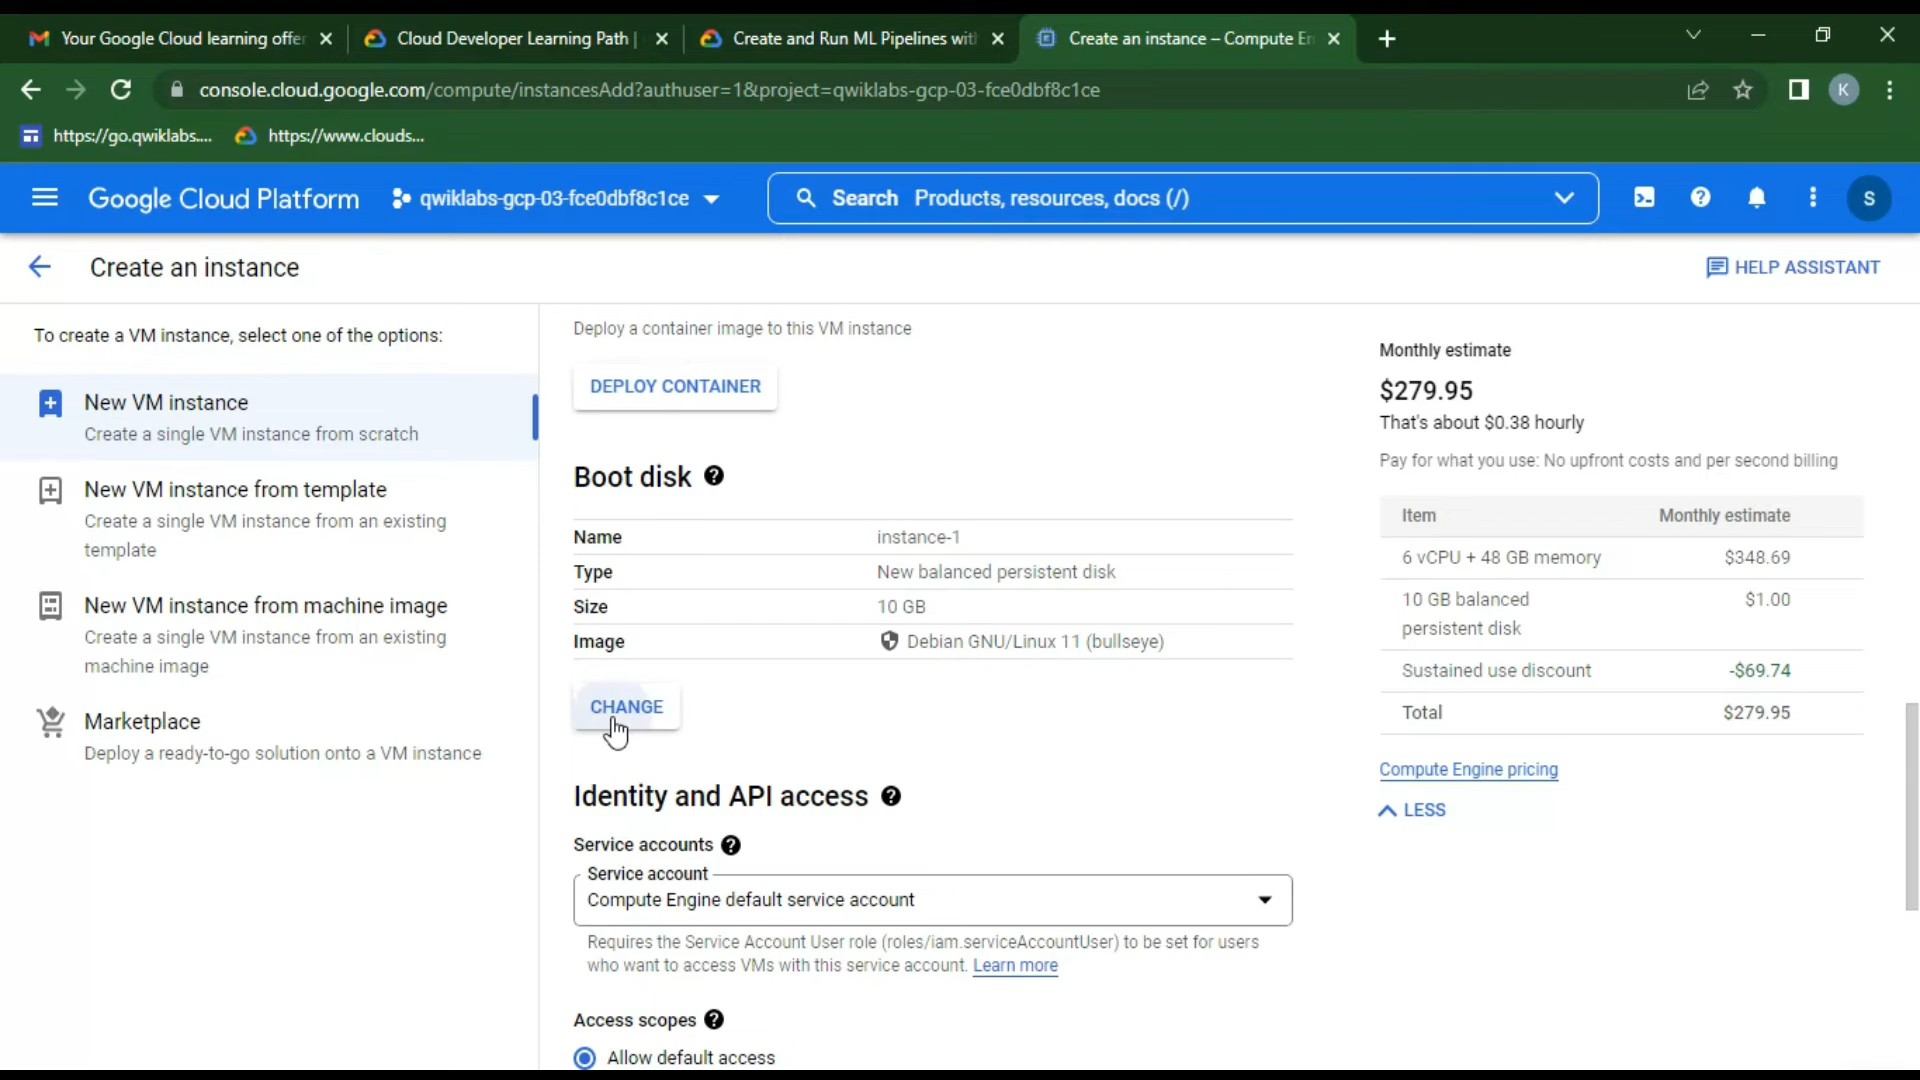 Your Google Cloud learning offer
Cloud Developer Learning Path |
Create and Run ML Pipelines wit
Create an instance – Compute En
console.cloud.google.com/compute/instancesAdd?authuser=1&project=qwiklabs-gcp-03-fce0dbf8c1ce
K
https://go.qwiklabs....
https://www.clouds...
Google Cloud Platform
qwiklabs-gcp-03-fce0dbf8c1ce
Search Products, resources, docs (/)
S
Create an instance
HELP ASSISTANT
To create a VM instance, select one of the options:
New VM instance
Create a single VM instance from scratch
New VM instance from template
Create a single VM instance from an existing
template
New VM instance from machine image
Create a single VM instance from an existing
machine image
Marketplace
Deploy a ready-to-go solution onto a VM instance
Deploy a container image to this VM instance
DEPLOY CONTAINER
Boot disk
Name instance-1
Type New balanced persistent disk
Size 10 GB
Image Debian GNU/Linux 11 (bullseye)
CHANGE
Identity and API access
Service accounts
Service account
Compute Engine default service account
Requires the Service Account User role (roles/iam.serviceAccountUser) to be set for users
who want to access VMs with this service account. Learn more
Access scopes
Allow default access
Monthly estimate
$279.95
That's about $0.38 hourly
Pay for what you use: No upfront costs and per second billing
Item Monthly estimate
6 vCPU + 48 GB memory $348.69
10 GB balanced $1.00
persistent disk
Sustained use discount -$69.74
Total $279.95
Compute Engine pricing
LESS